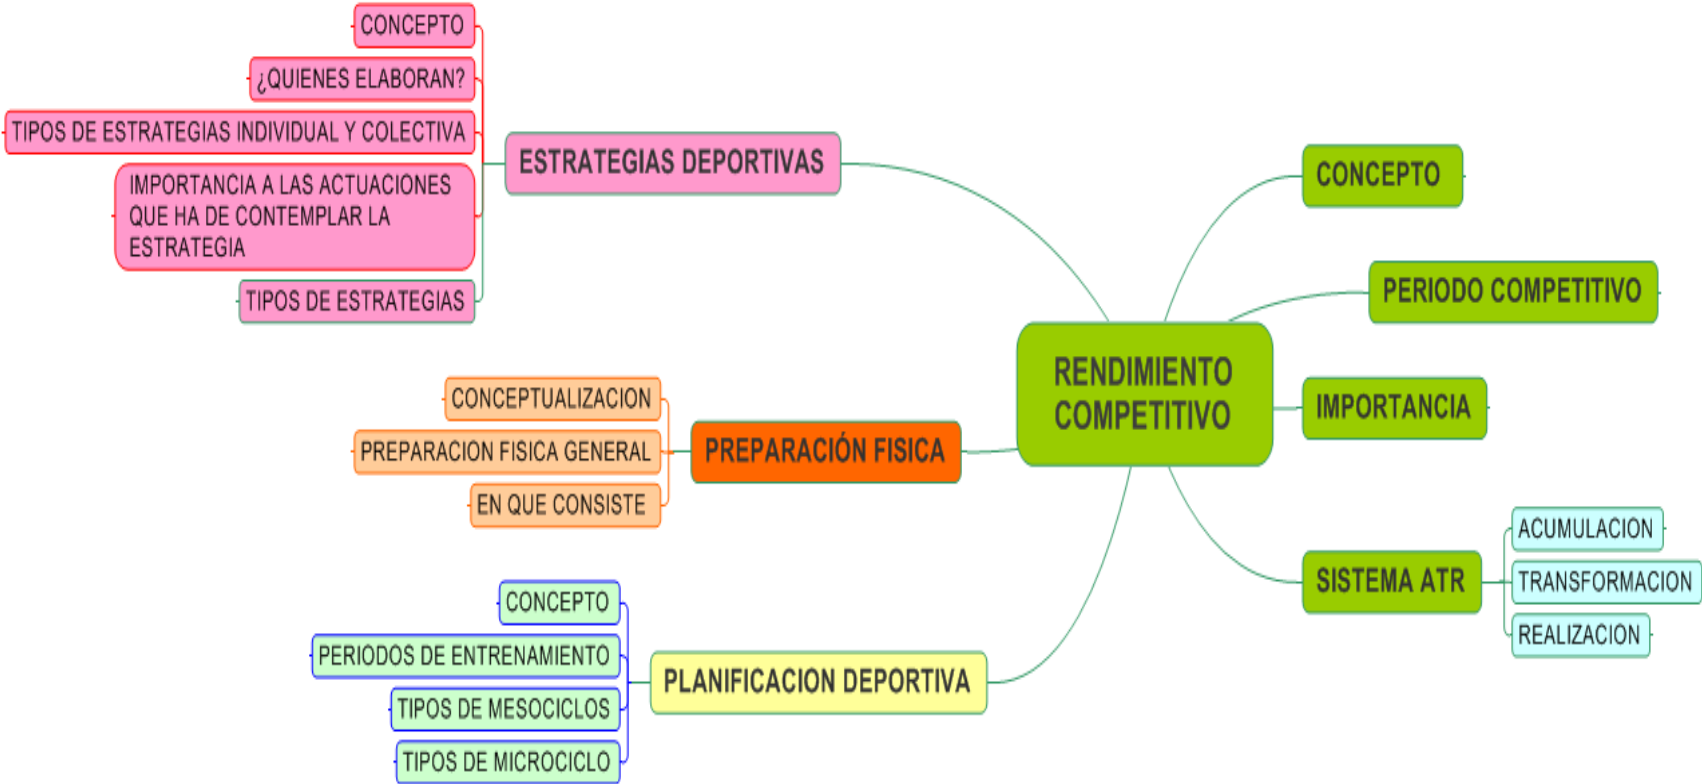 CONCEPTO
¿QUIENES ELABORAN?
TIPOS DE ESTRATEGIAS INDIVIDUAL Y COLECTIVA
IMPORTANCIA A LAS ACTUACIONES
QUE HA DE CONTEMPLAR LA
ESTRATEGIA
TIPOS DE ESTRATEGIAS
ESTRATEGIAS DEPORTIVAS
CONCEPTUALIZACION
PREPARACION FISICA GENERAL
EN QUE CONSISTE
PREPARACIÓN FISICA
CONCEPTO
PERIODOS DE ENTRENAMIENTO
TIPOS DE MESOCICLOS
TIPOS DE MICROCICLO
PLANIFICACION DEPORTIVA
RENDIMIENTO
COMPETITIVO
CONCEPTO
PERIODO COMPETITIVO
IMPORTANCIA
SISTEMA ATR
ACUMULACION
TRANSFORMACION
REALIZACION